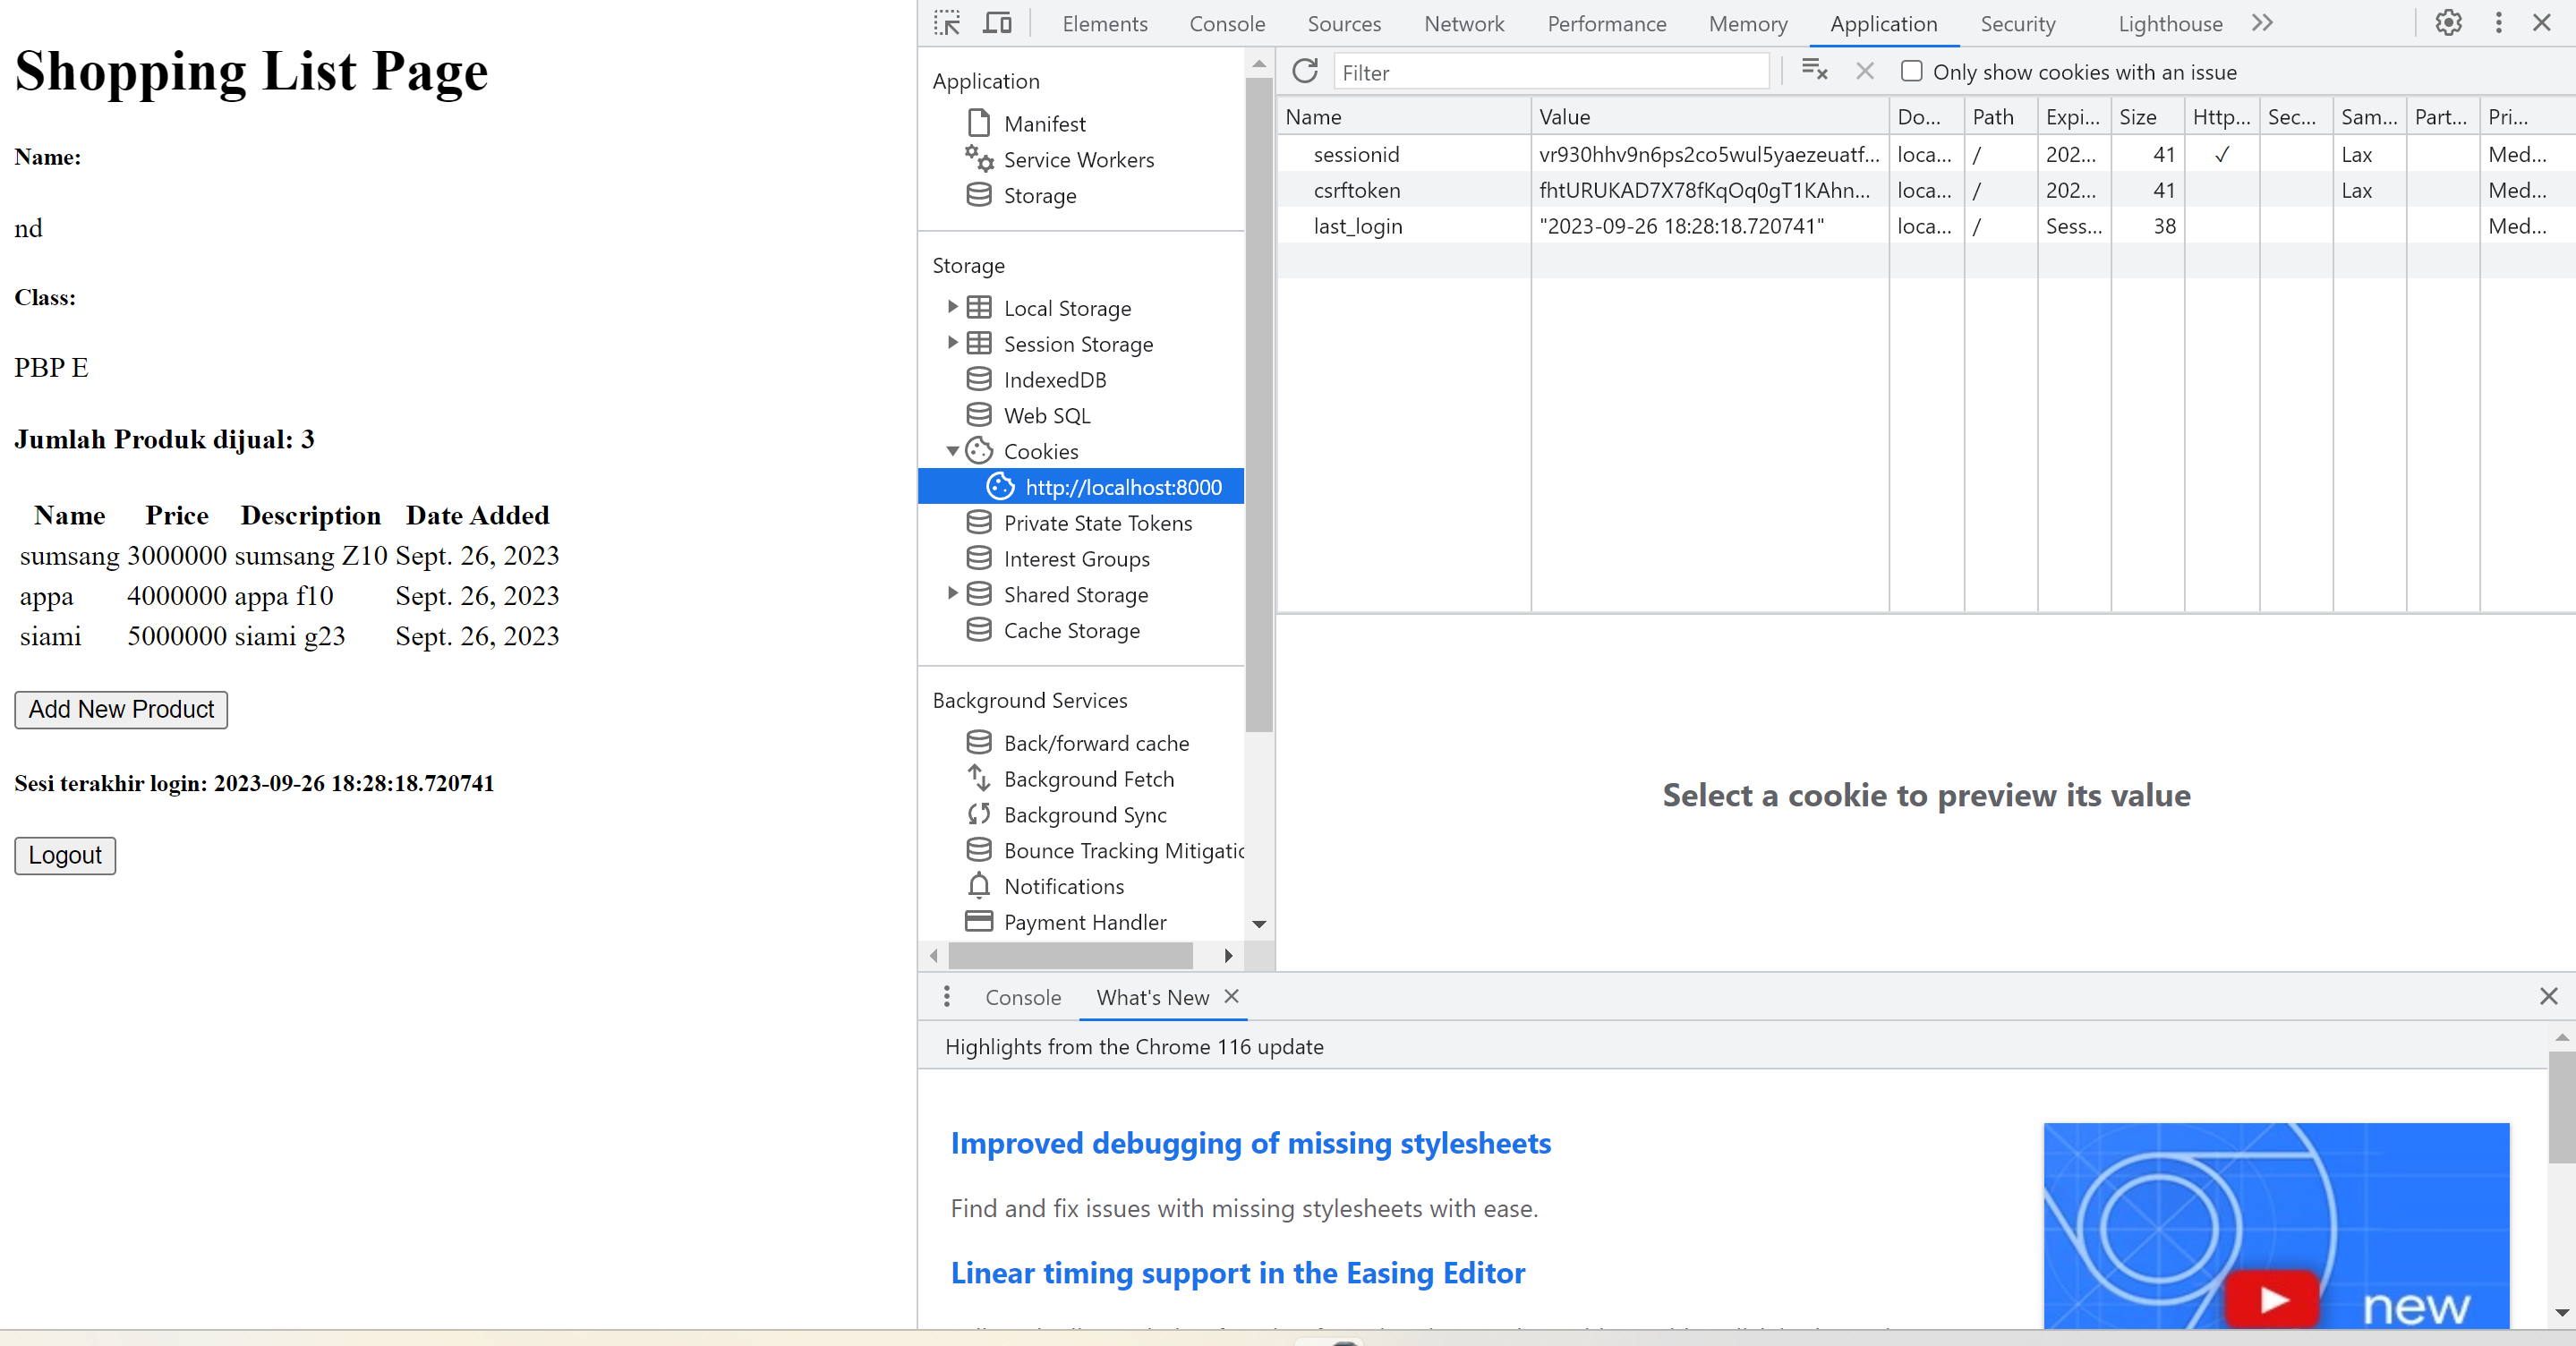 Shopping List Page
Name:
nd
Class:
PBP E
Jumlah Produk dijual: 3
Name Price Description Date Added
sumsang 3000000 sumsang Z10 Sept. 26, 2023
appa 4000000 appa f10 Sept. 26, 2023
siami 5000000 siami g23 Sept. 26, 2023
Add New Product
Sesi terakhir login: 2023-09-26 18:28:18.720741
Logout
Elements Console Sources Network Performance Memory Application Security Lighthouse
Application
Manifest
Service Workers
Storage
Storage
Local Storage
Session Storage
IndexedDB
Web SQL
Cookies
http://localhost:8000
Private State Tokens
Interest Groups
Shared Storage
Cache Storage
Background Services
Back/forward cache
Background Fetch
Background Sync
Bounce Tracking Mitigatic
Notifications
Payment Handler
Filter
Only show cookies with an issue
Name Value Do... Path Expi... Size Http... Sec... Sam... Part... Pri...
sessionid vr930hhv9n6ps2co5wul5yaezeuatf... loca... / 202... 41 ✓ Lax Med...
csrftoken fhtURUKAD7X78fKqOq0gT1KAhn... loca... / 202... 41 Lax Med...
last_login "2023-09-26 18:28:18.720741" loca... / Sess... 38 Med...
Select a cookie to preview its value
Console What's New
Highlights from the Chrome 116 update
Improved debugging of missing stylesheets
Find and fix issues with missing stylesheets with ease.
Linear timing support in the Easing Editor
new